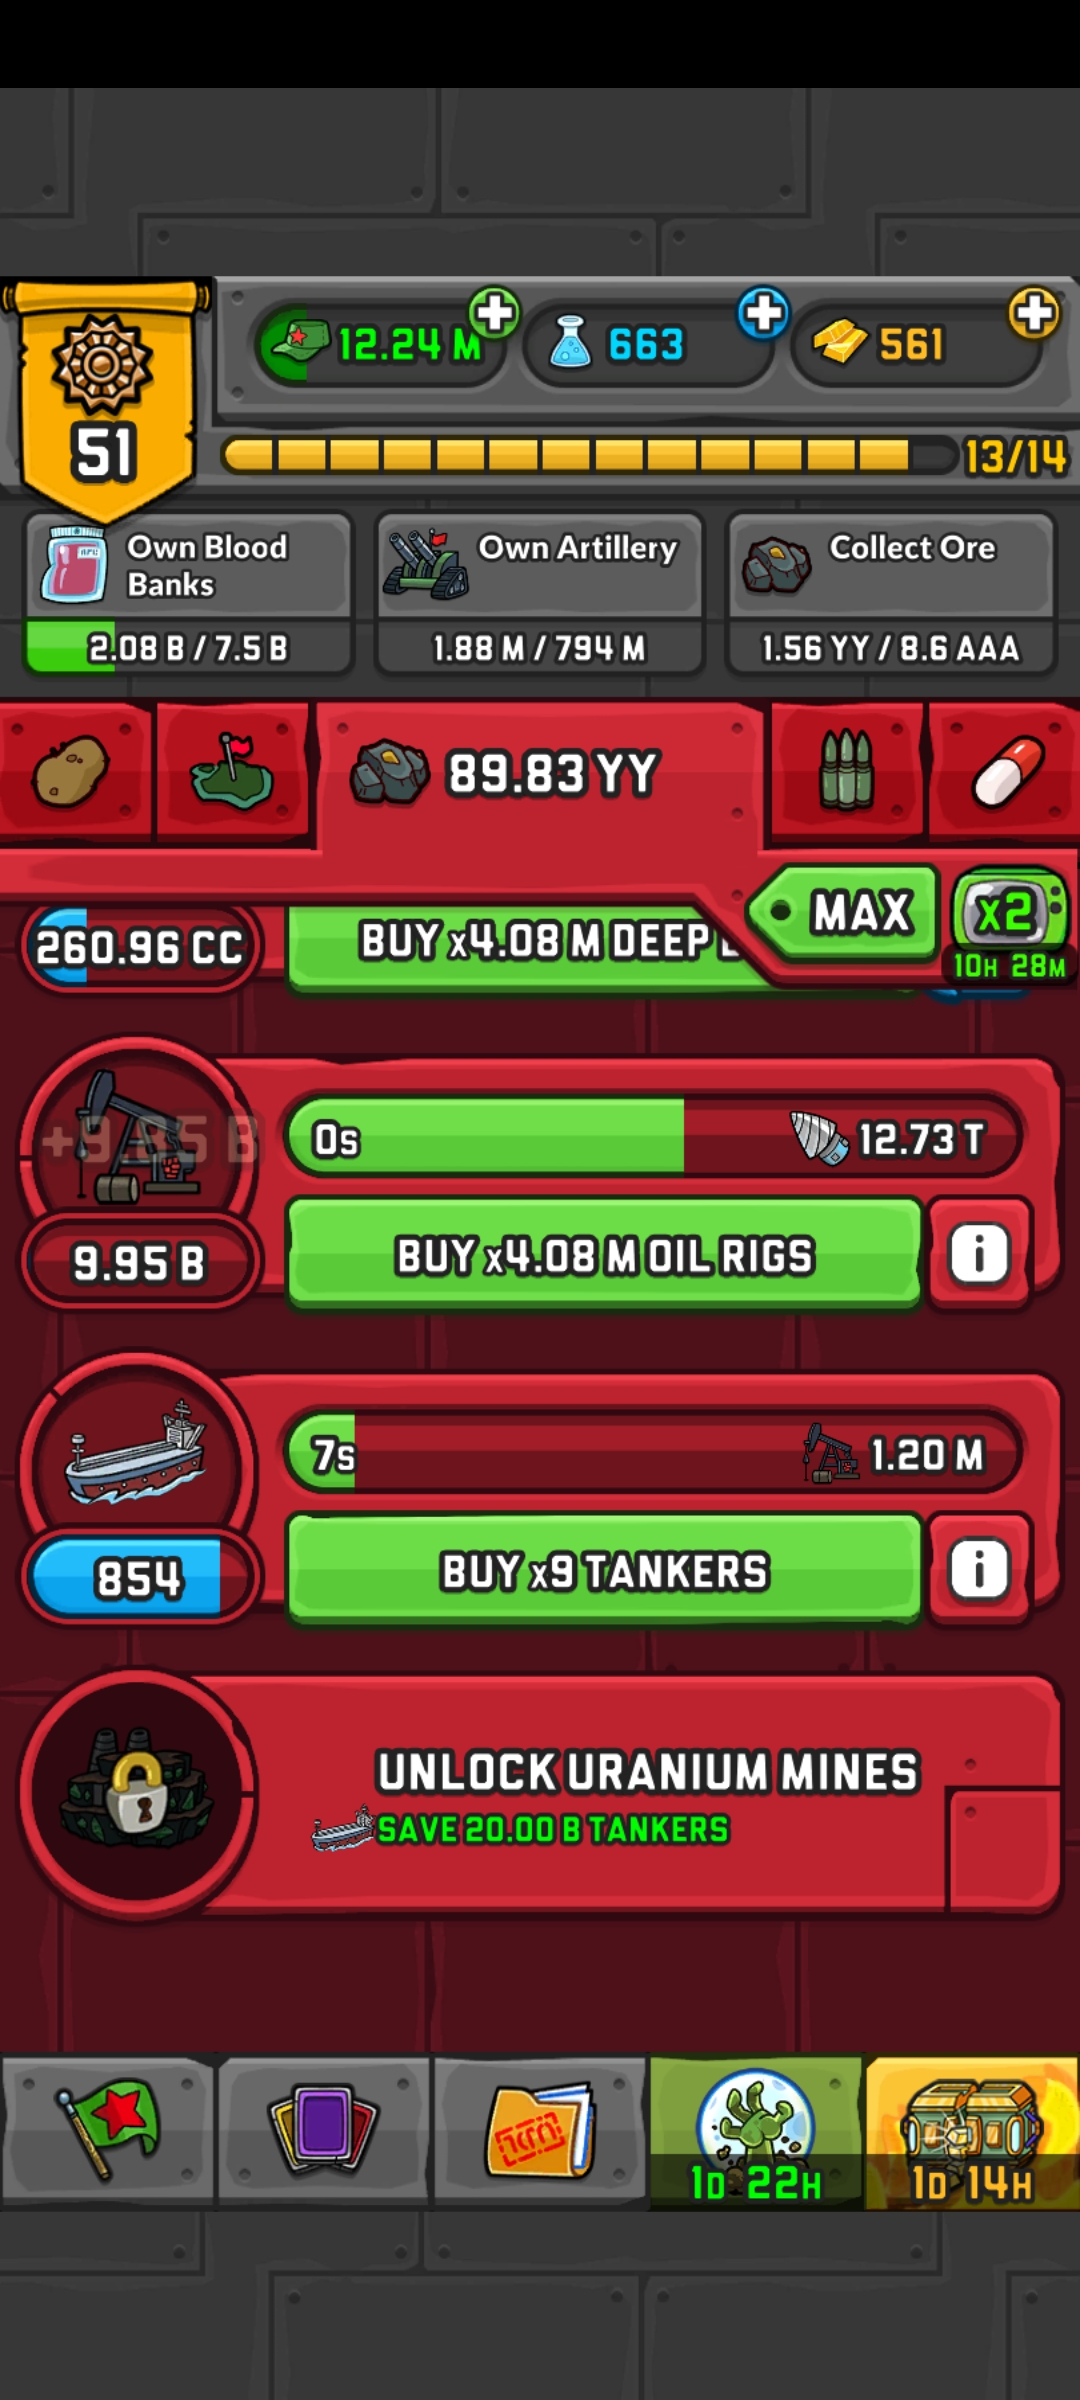 12.24 M
663
561
51
13/14
Own Blood
Banks
Own Artillery
Collect Ore
2.08 B / 7.5 B
1.88 M / 794 M
1.56 YY / 8.6 AAA
89.83 YY
MAX
x2
10H 28M
260.96 CC
BUY x4.08 M DEEP
0s
12.73 T
9.95 B
BUY x4.08 M OIL RIGS
i
7s
1.20 M
854
BUY x9 TANKERS
i
UNLOCK URANIUM MINES
SAVE 20.00 B TANKERS
1D 22H
1D 14H